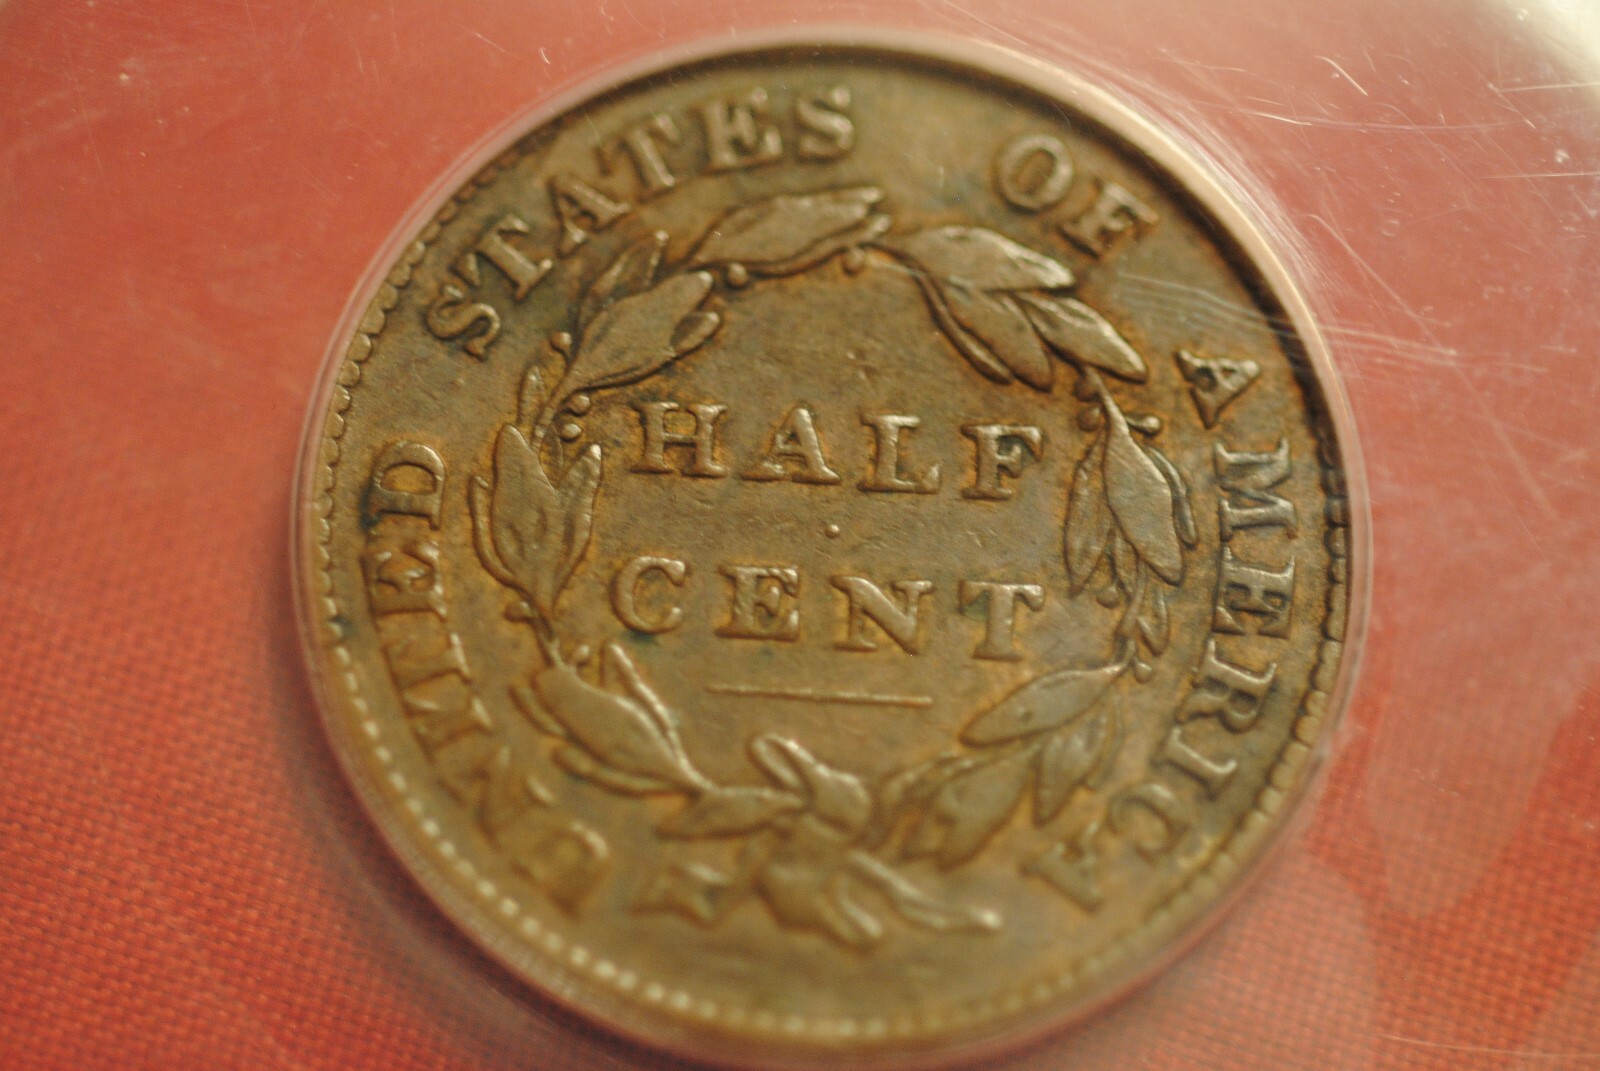 UNITED STATES OF AMERICA
HALF
CENT